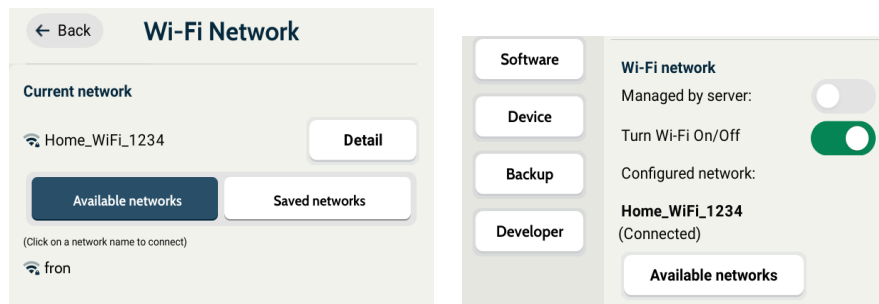 ← Back
Wi-Fi Network
Current network
Home_WiFi_1234
Detail
Available networks
Saved networks
(Click on a network name to connect)
fron
Software
Device
Backup
Developer
Wi-Fi network
Managed by server:
Turn Wi-Fi On/Off
Configured network:
Home_WiFi_1234
(Connected)
Available networks